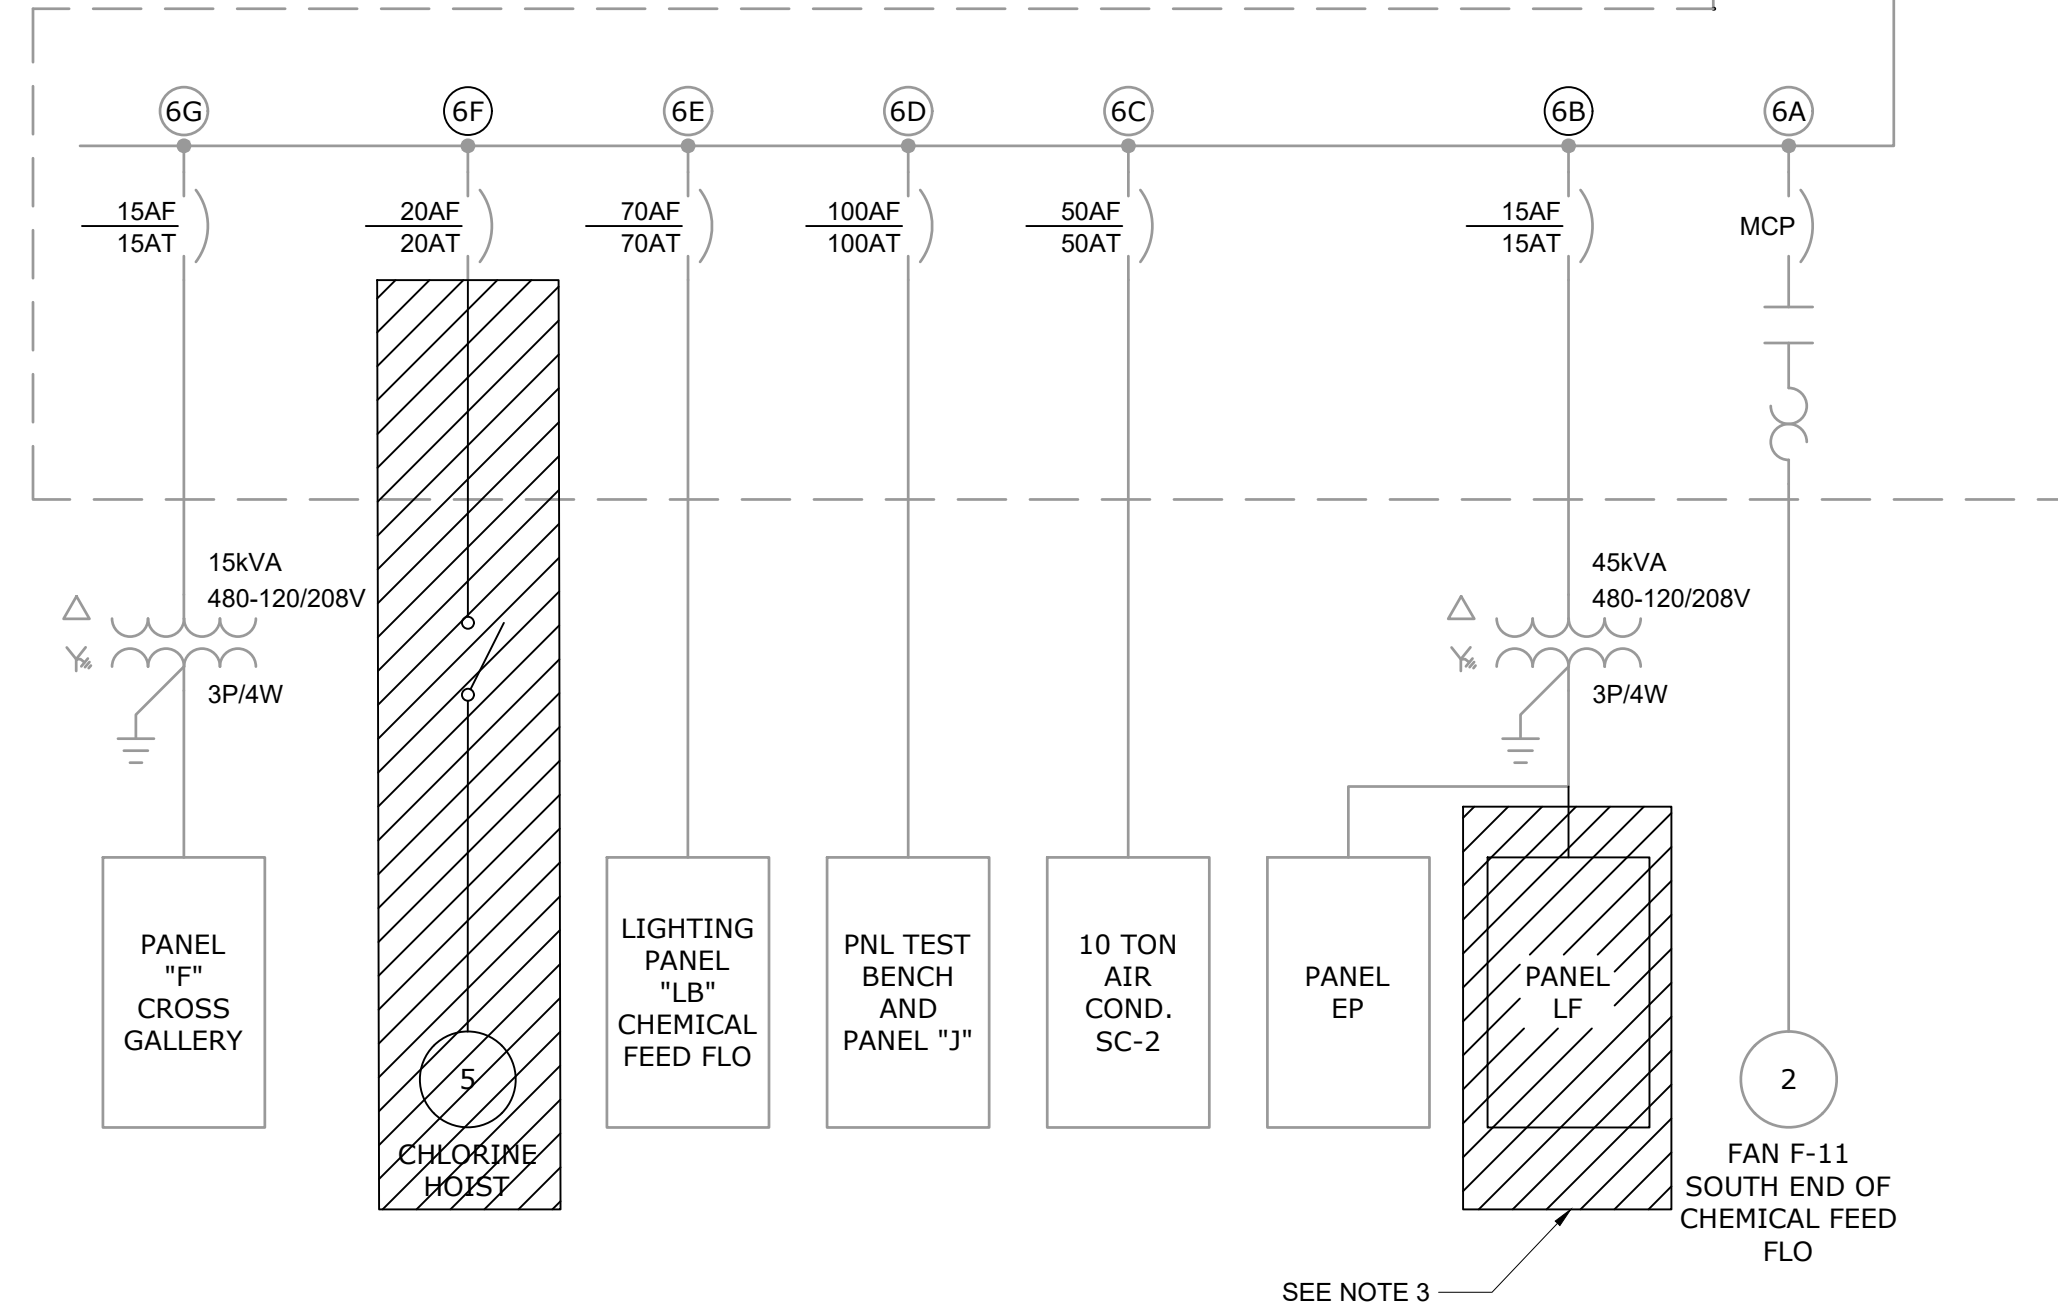 6G
6F
6E
6D
6C
6B
6A
15AF
15AT
20AF
20AT
70AF
70AT
100AF
100AT
50AF
50AT
15AF
15AT
MCP
15kVA
480-120/208V
3P/4W
45kVA
480-120/208V
3P/4W
PANEL
"F"
CROSS
GALLERY
5
CHLORINE
HOIST
LIGHTING
PANEL
"LB"
CHEMICAL
FEED FLO
PNL TEST
BENCH
AND
PANEL "J"
10 TON
AIR
COND.
SC-2
PANEL
EP
PANEL
LF
2
FAN F-11
SOUTH END OF
CHEMICAL FEED
FLO
SEE NOTE 3